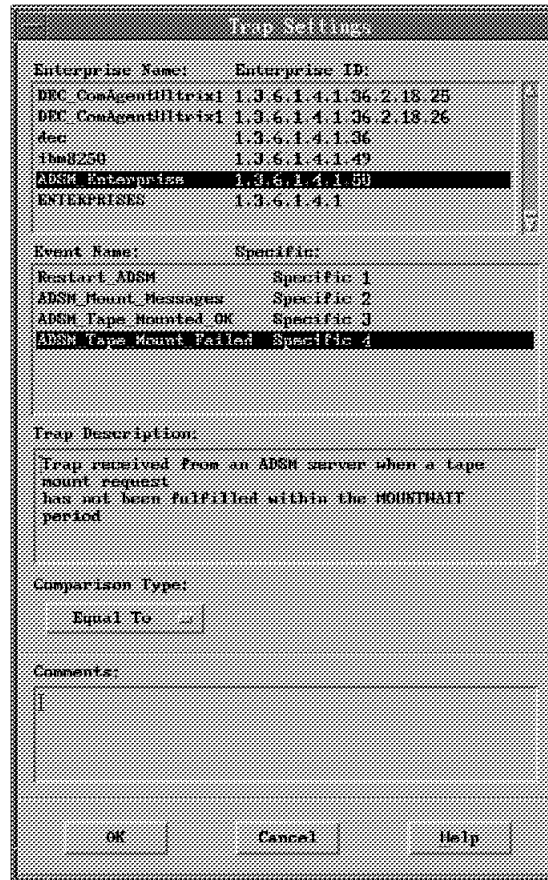 Trap Settings
Enterprise Name: Enterprise ID:
DEC_ComAgentUltrix1 1.3.6.1.4.1.36.2.18.25
DEC_ComAgentUltrix1 1.3.6.1.4.1.36.2.18.26
dec 1.3.6.1.4.1.36
ibm8250 1.3.6.1.4.1.49
ADSM_Enterprise 1.3.6.1.4.1.50
ENTERPRISES 1.3.6.1.4.1
Event Name: Specific:
Restart_ADSM Specific 1
ADSM_Mount_Messages Specific 2
ADSM_Tape_Mounted_OK Specific 3
ADSM_Tape_Mount_Failed Specific 4
Trap Description:
Trap received from an ADSM server when a tape
mount request
has not been fulfilled within the MOUNTWAIT
period
Comparison Type:
Equal To
Comments:
OK Cancel Help